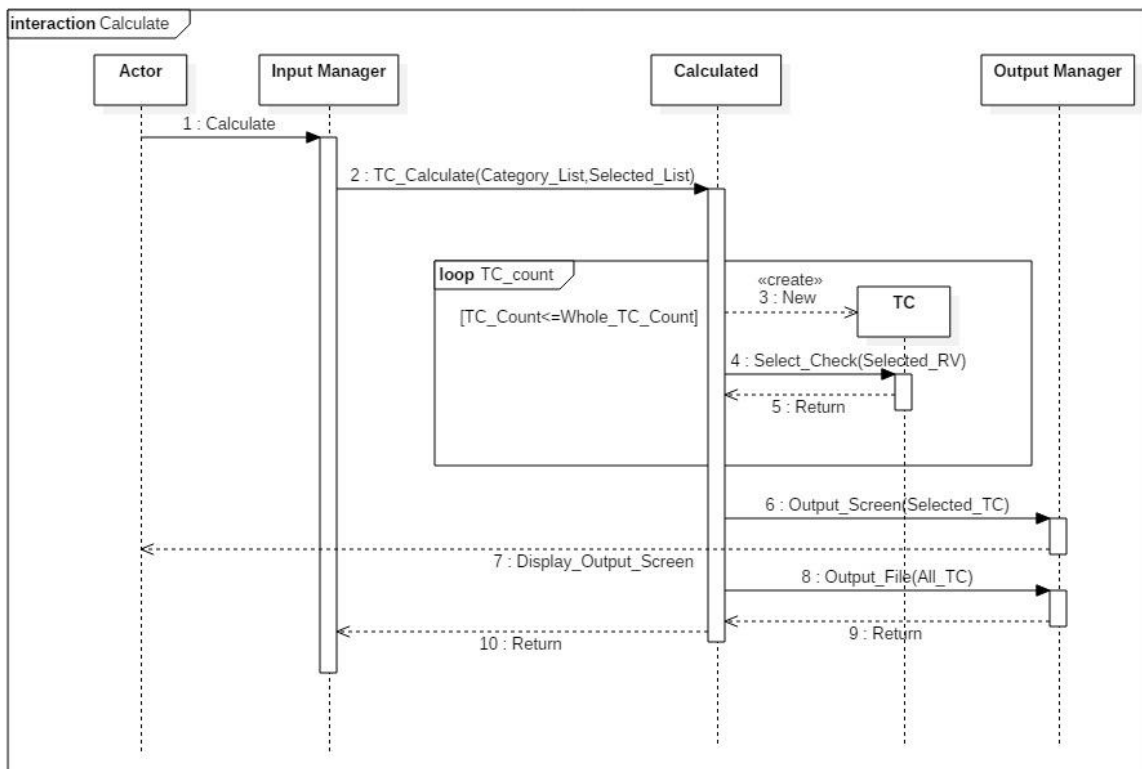 interaction Calculate
Actor
Input Manager
Calculated
Output Manager
1 : Calculate
2 : TC_Calculate(Category_List,Selected_List)
loop TC_count
[TC_Count<=Whole_TC_Count]
«create»
3 : New
TC
4 : Select_Check(Selected_RV)
5 : Return
6 : Output_Screen(Selected_TC)
7 : Display_Output_Screen
8 : Output_File(All_TC)
9 : Return
10 : Return